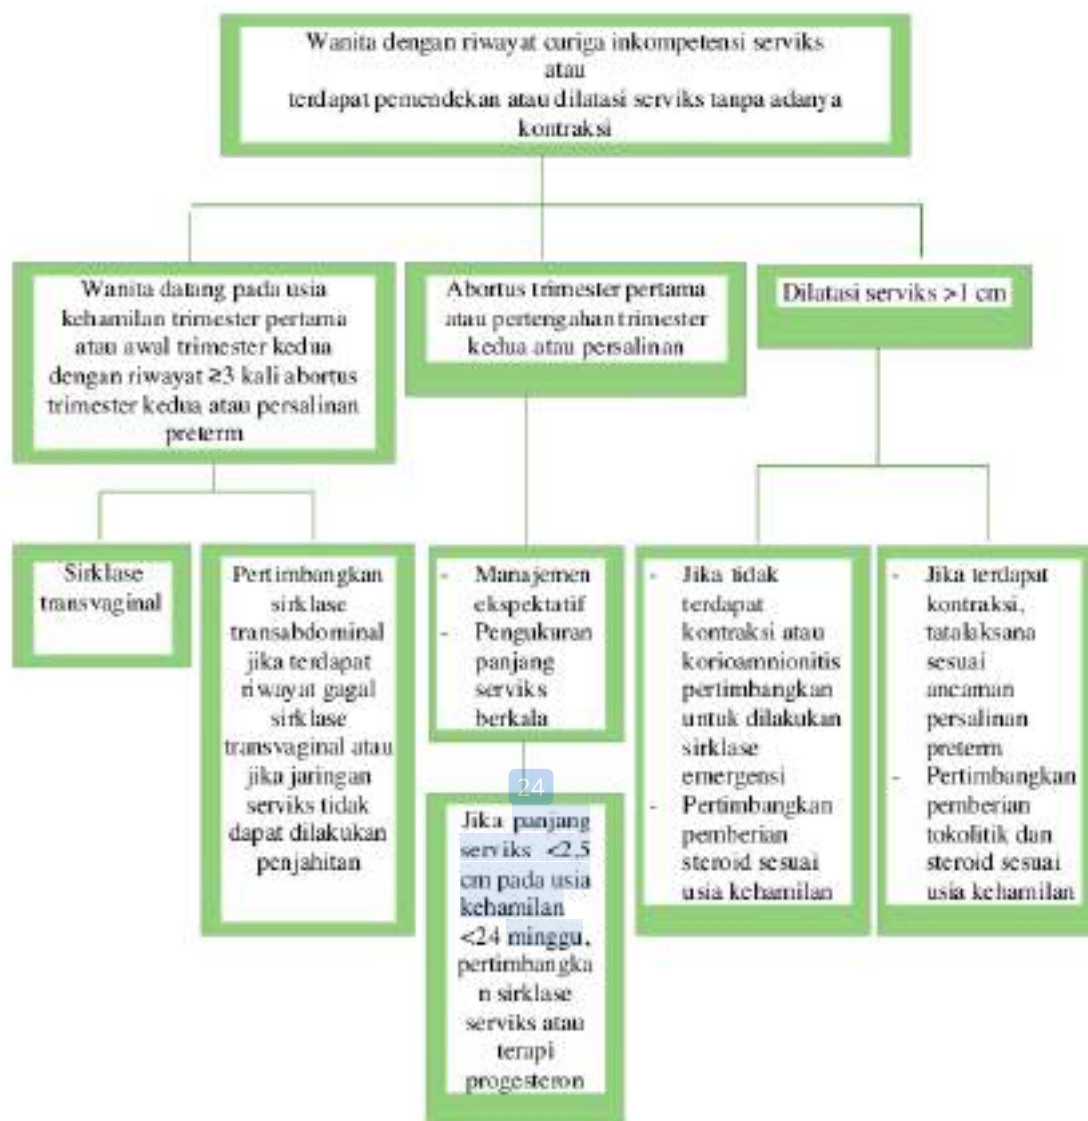 Wanita dengan riwayat curiga inkompetensi serviks
atau
terdapat pemendekan atau dilatasi serviks tanpa adanya
kontraksi
Wanita datang pada usia
kehamilan trimester pertama
atau awal trimester kedua
dengan riwayat ≥3 kali abortus
trimester kedua atau persalinan
preterm
Abortus trimester pertama
atau pertengahan trimester
kedua atau persalinan
Dilatasi serviks >1 cm
Sirklase
transvaginal
Pertimbangkan
sirklase
transabdominal
jika terdapat
riwayat gagal
sirklase
transvaginal atau
jika jaringan
serviks tidak
dapat dilakukan
penjahitan
- Manajemen
ekspektatif
- Pengukuran
panjang
serviks
berkala
24
Jika panjang
serviks <2,5
cm pada usia
kehamilan
<24 minggu,
pertimbangka
n sirklase
serviks atau
terapi
progesteron
- Jika tidak
terdapat
kontraksi atau
korioamnionitis
pertimbangkan
untuk dilakukan
sirklase
emergensi
- Pertimbangkan
pemberian
steroid sesuai
usia kehamilan
- Jika terdapat
kontraksi,
tatalaksana
sesuai
ancaman
persalinan
preterm
- Pertimbangkan
pemberian
tokolitik dan
steroid sesuai
usia kehamilan